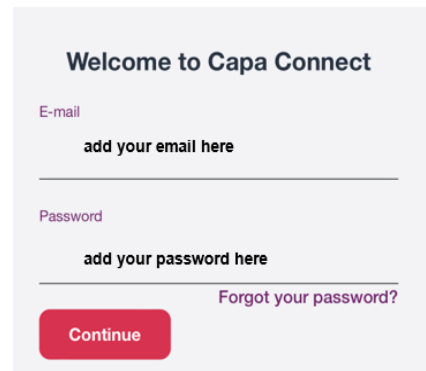 Welcome to Capa Connect
E-mail
add your email here
Password
add your password here
Forgot your password?
Continue